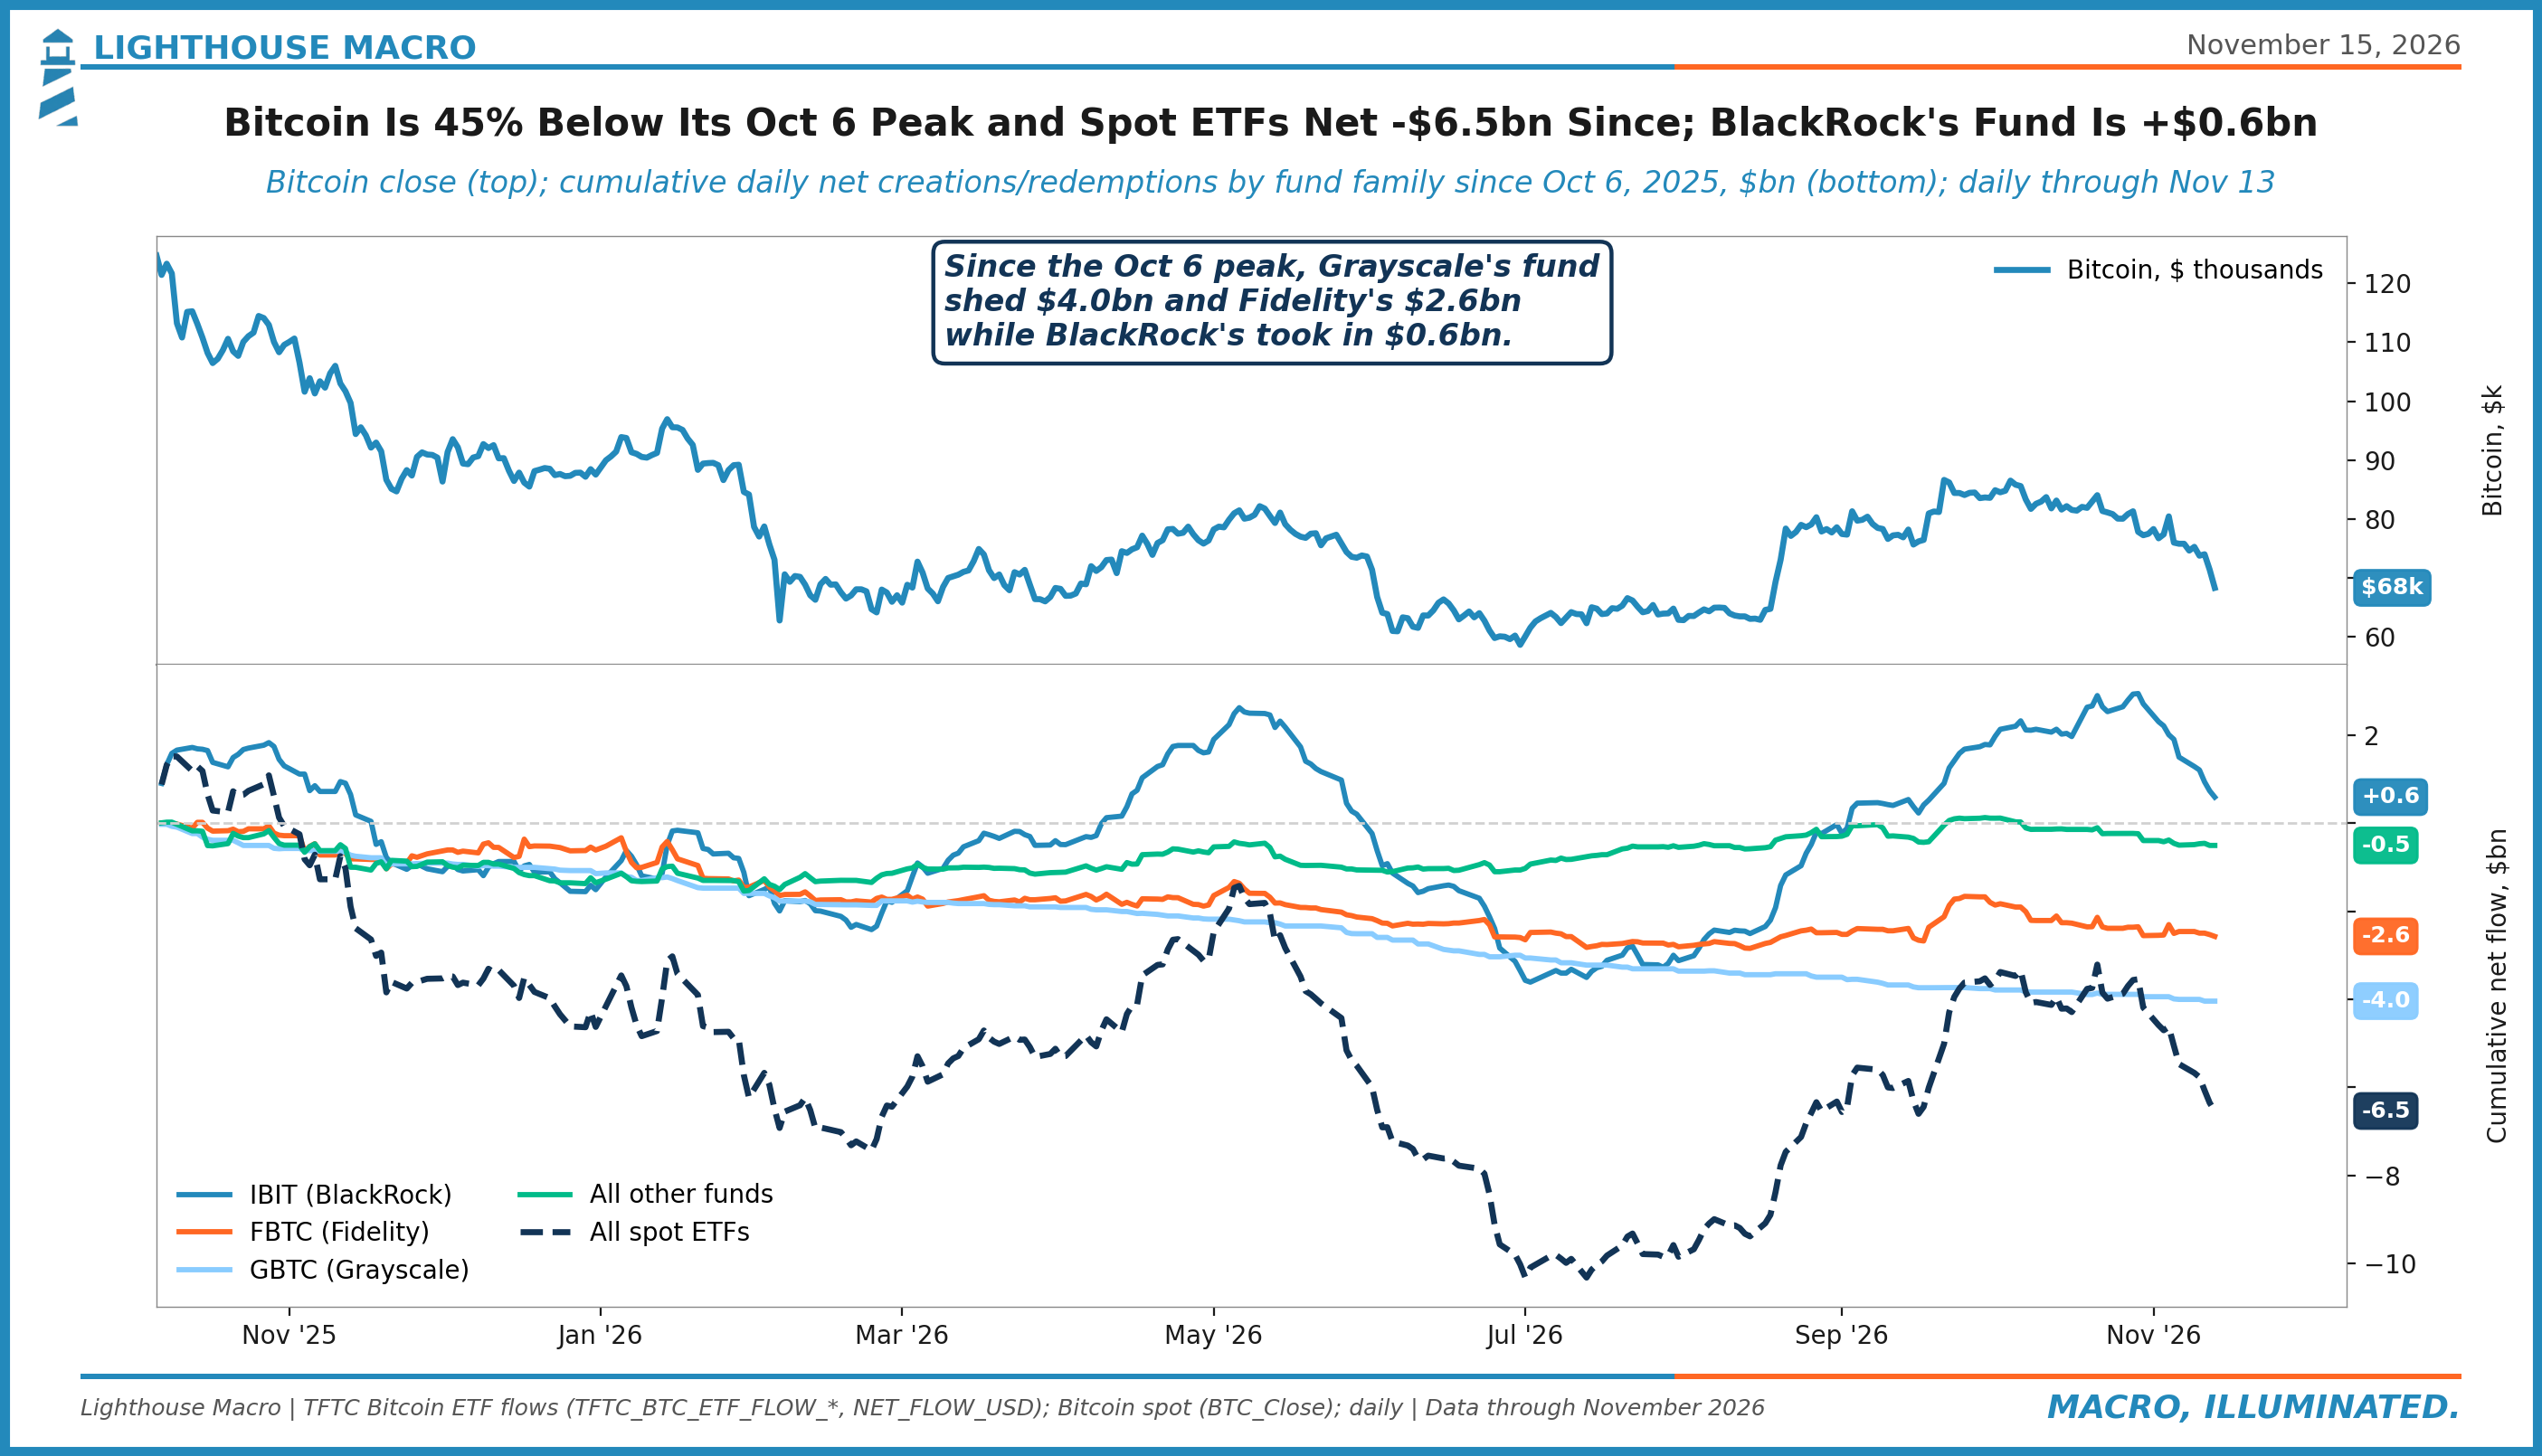 LIGHTHOUSE MACRO
November 15, 2026
Bitcoin Is 45% Below Its Oct 6 Peak and Spot ETFs Net -$6.5bn Since; BlackRock's Fund Is +$0.6bn
Bitcoin close (top); cumulative daily net creations/redemptions by fund family since Oct 6, 2025, $bn (bottom); daily through Nov 13
Since the Oct 6 peak, Grayscale's fund
shed $4.0bn and Fidelity's $2.6bn
while BlackRock's took in $0.6bn.
Bitcoin, $ thousands
120
110
100
90
80
$68k
60
Bitcoin, $k
2
+0.6
-0.5
-2.6
-4.0
-6.5
−8
−10
Cumulative net flow, $bn
IBIT (BlackRock)
FBTC (Fidelity)
GBTC (Grayscale)
All other funds
All spot ETFs
Nov '25
Jan '26
Mar '26
May '26
Jul '26
Sep '26
Nov '26
Lighthouse Macro | TFTC Bitcoin ETF flows (TFTC_BTC_ETF_FLOW_*, NET_FLOW_USD); Bitcoin spot (BTC_Close); daily | Data through November 2026
MACRO, ILLUMINATED.